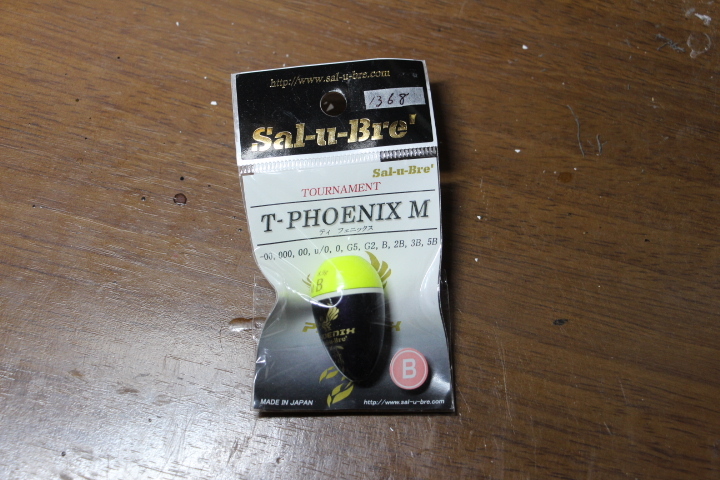 http://www.sal-u-bre.com
1368
Sal-u-Bre'
Sal-u-Bre'
TOURNAMENT
T-PHOENIX M
ティ フェニックス
-00, 000, 00, u/0, 0, G5, G2, B, 2B, 3B, 5B
B
B
MADE IN JAPAN
http://www.sal-u-bre.com